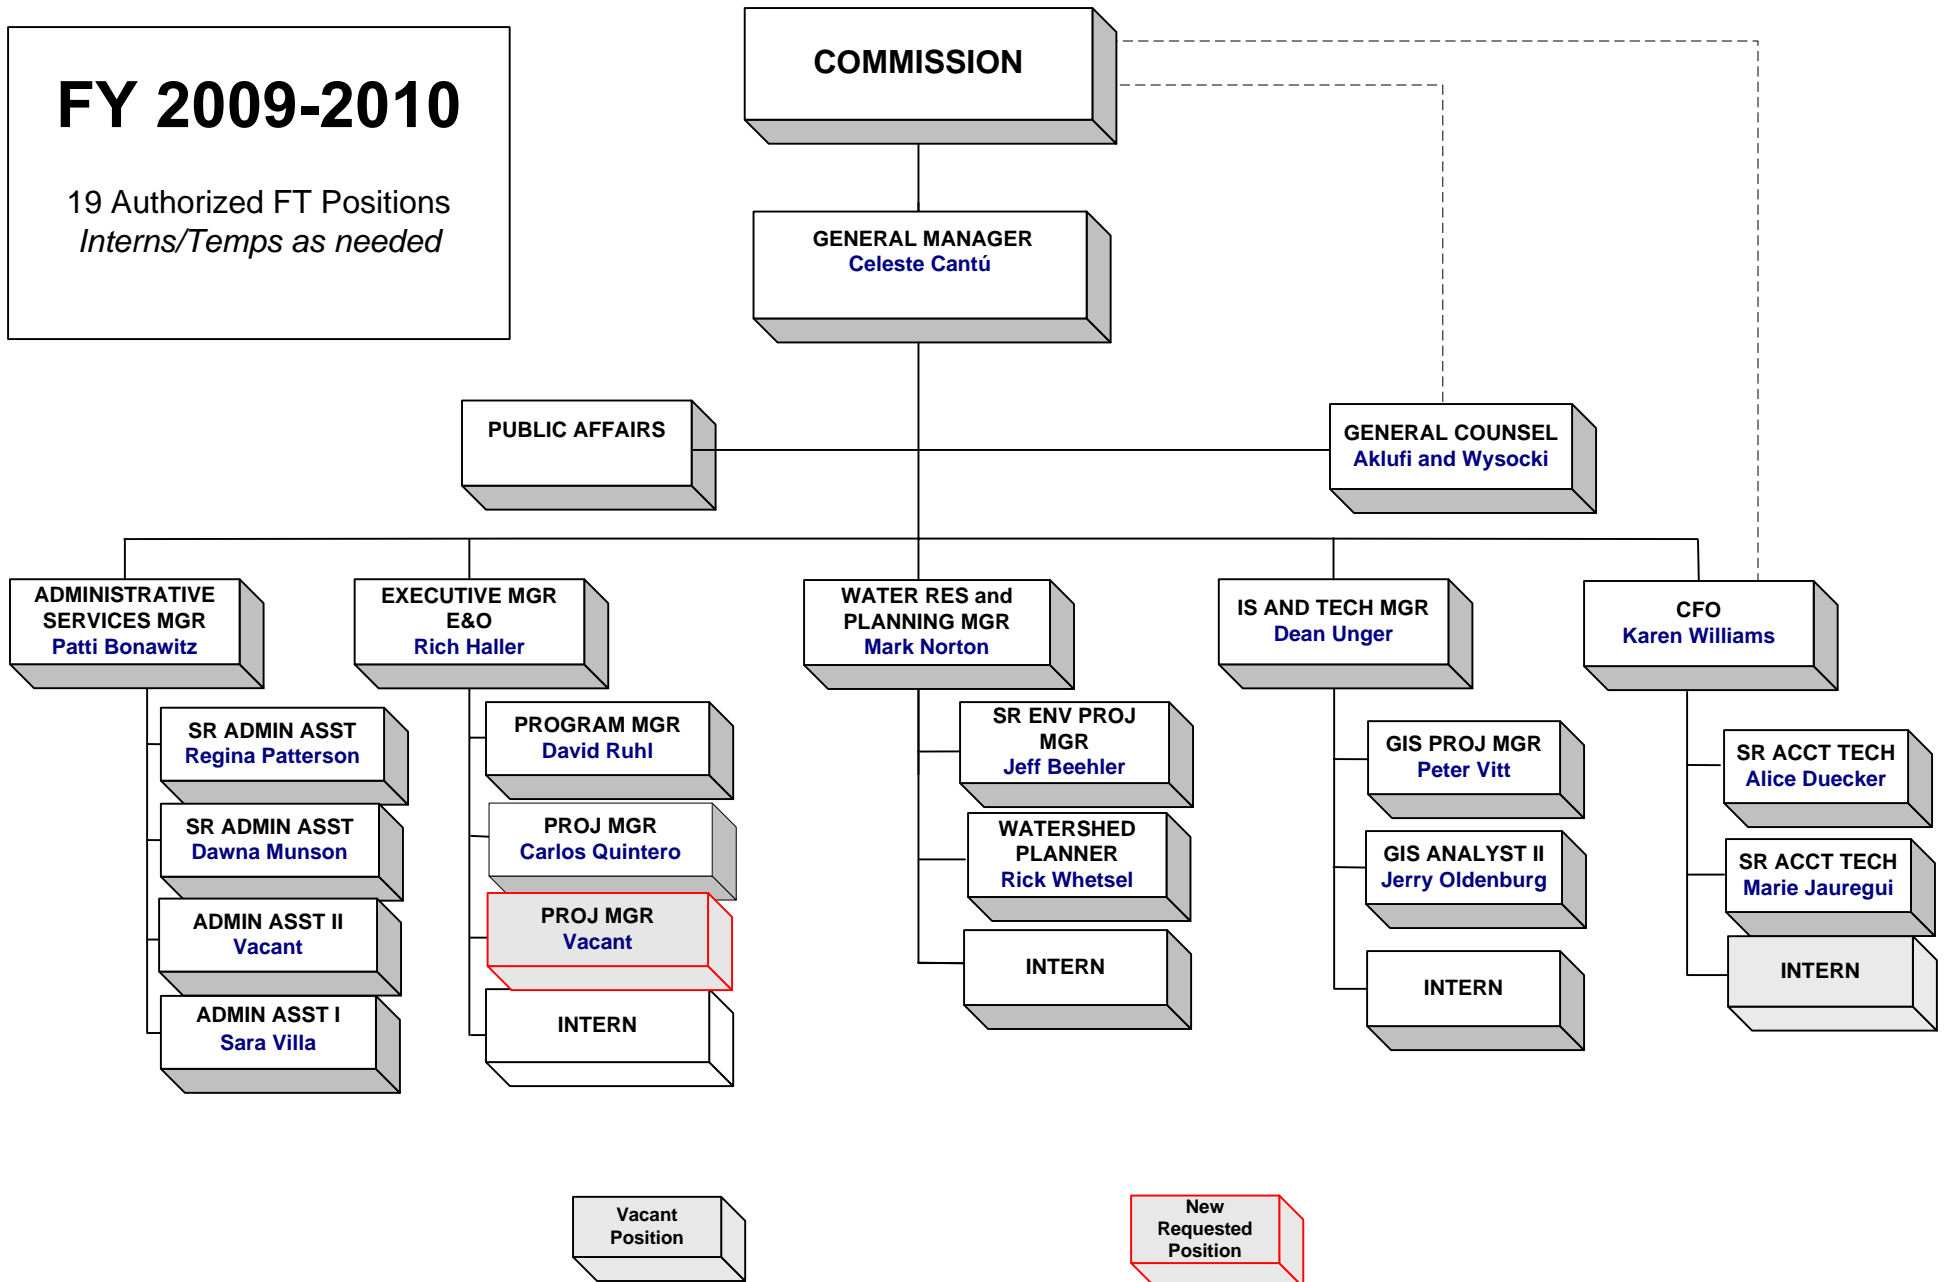 FY 2009-2010
19 Authorized FT Positions
Interns/Temps as needed
COMMISSION
GENERAL MANAGER
Celeste Cantú
PUBLIC AFFAIRS
GENERAL COUNSEL
Aklufi and Wysocki
ADMINISTRATIVE
SERVICES MGR
Patti Bonawitz
EXECUTIVE MGR
E&O
Rich Haller
WATER RES and
PLANNING MGR
Mark Norton
IS AND TECH MGR
Dean Unger
CFO
Karen Williams
SR ADMIN ASST
Regina Patterson
SR ADMIN ASST
Dawna Munson
ADMIN ASST II
Vacant
ADMIN ASST I
Sara Villa
PROGRAM MGR
David Ruhl
PROJ MGR
Carlos Quintero
PROJ MGR
Vacant
INTERN
SR ENV PROJ
MGR
Jeff Beehler
WATERSHED
PLANNER
Rick Whetsel
INTERN
GIS PROJ MGR
Peter Vitt
GIS ANALYST II
Jerry Oldenburg
INTERN
SR ACCT TECH
Alice Duecker
SR ACCT TECH
Marie Jauregui
INTERN
Vacant
Position
New
Requested
Position